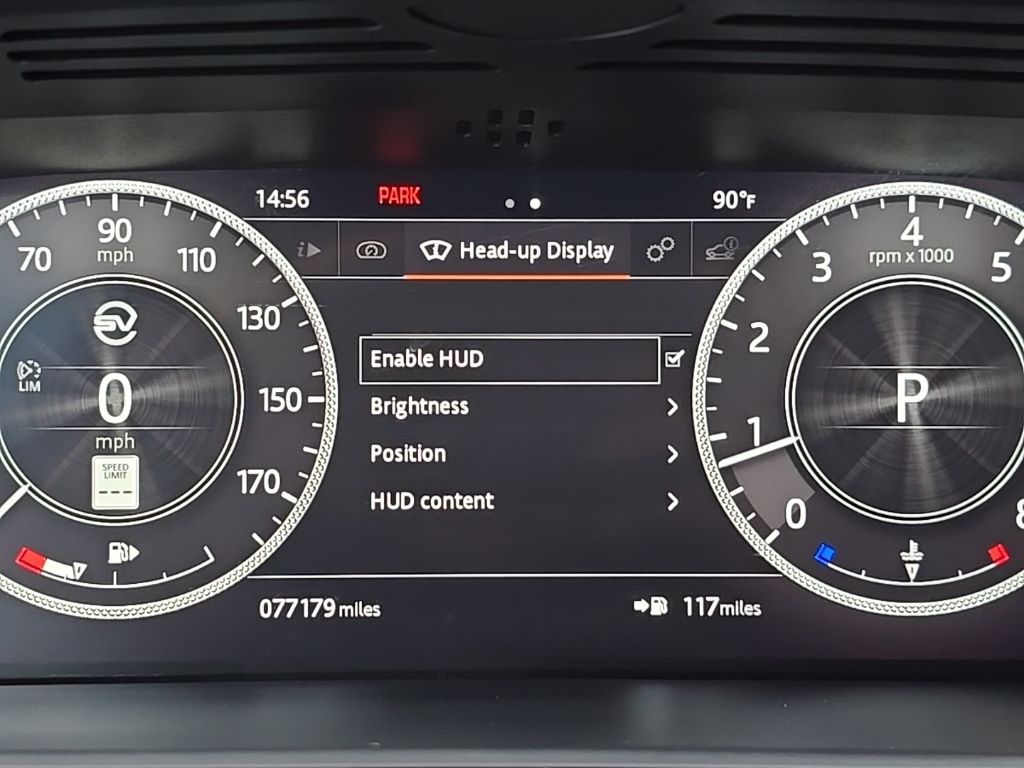 14:56 PARK 90°F
Head-up Display
70 90 110 130 150 170
mph
SV
LIM
0
mph
SPEED
LIMIT
---
Enable HUD
Brightness
Position
HUD content
0 1 2 3 4 5
rpm x 1000
P
077179 miles
117 miles